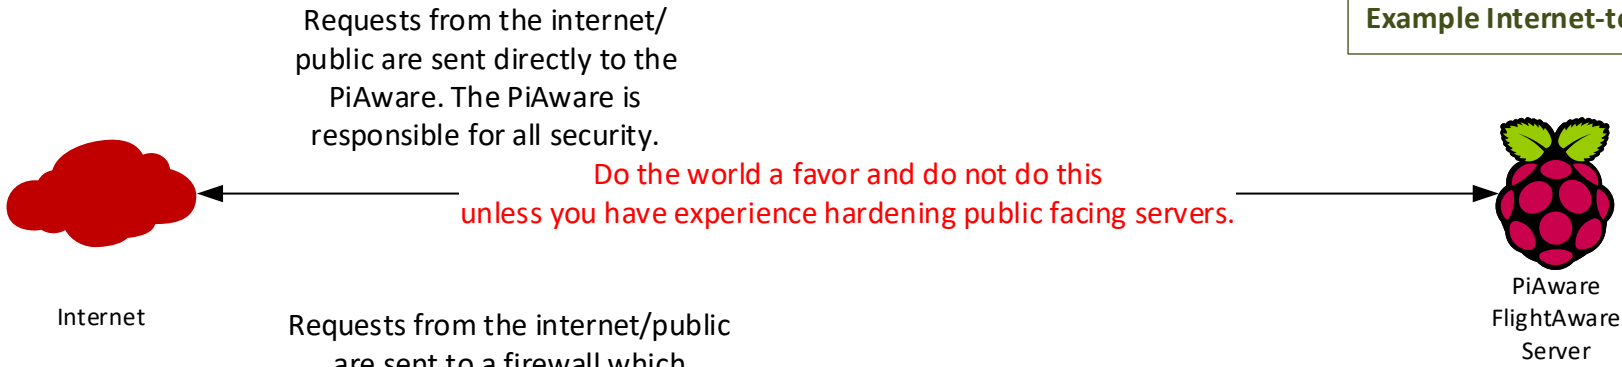 Requests from the internet/
public are sent directly to the
PiAware. The PiAware is
responsible for all security.
Example Internet-to
Do the world a favor and do not do this
unless you have experience hardening public facing servers.
Internet
PiAware
FlightAware
Server
Requests from the internet/public
are sent to a firewall which